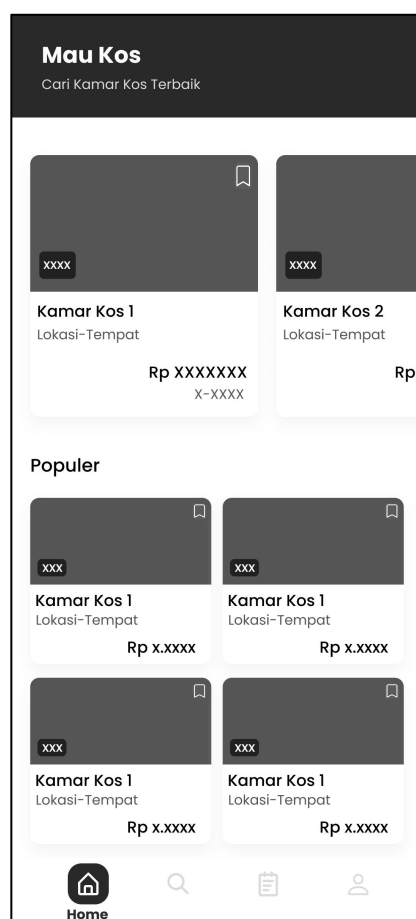 Mau Kos
Cari Kamar Kos Terbaik
xxxx
Kamar Kos 1
Lokasi-Tempat
Rp XXXXXXX
X-XXXX
xxxx
Kamar Kos 2
Lokasi-Tempat
Rp
Populer
xxx
Kamar Kos 1
Lokasi-Tempat
Rp x.xxxx
xxx
Kamar Kos 1
Lokasi-Tempat
Rp x.xxxx
xxx
Kamar Kos 1
Lokasi-Tempat
Rp x.xxxx
xxx
Kamar Kos 1
Lokasi-Tempat
Rp x.xxxx
Home